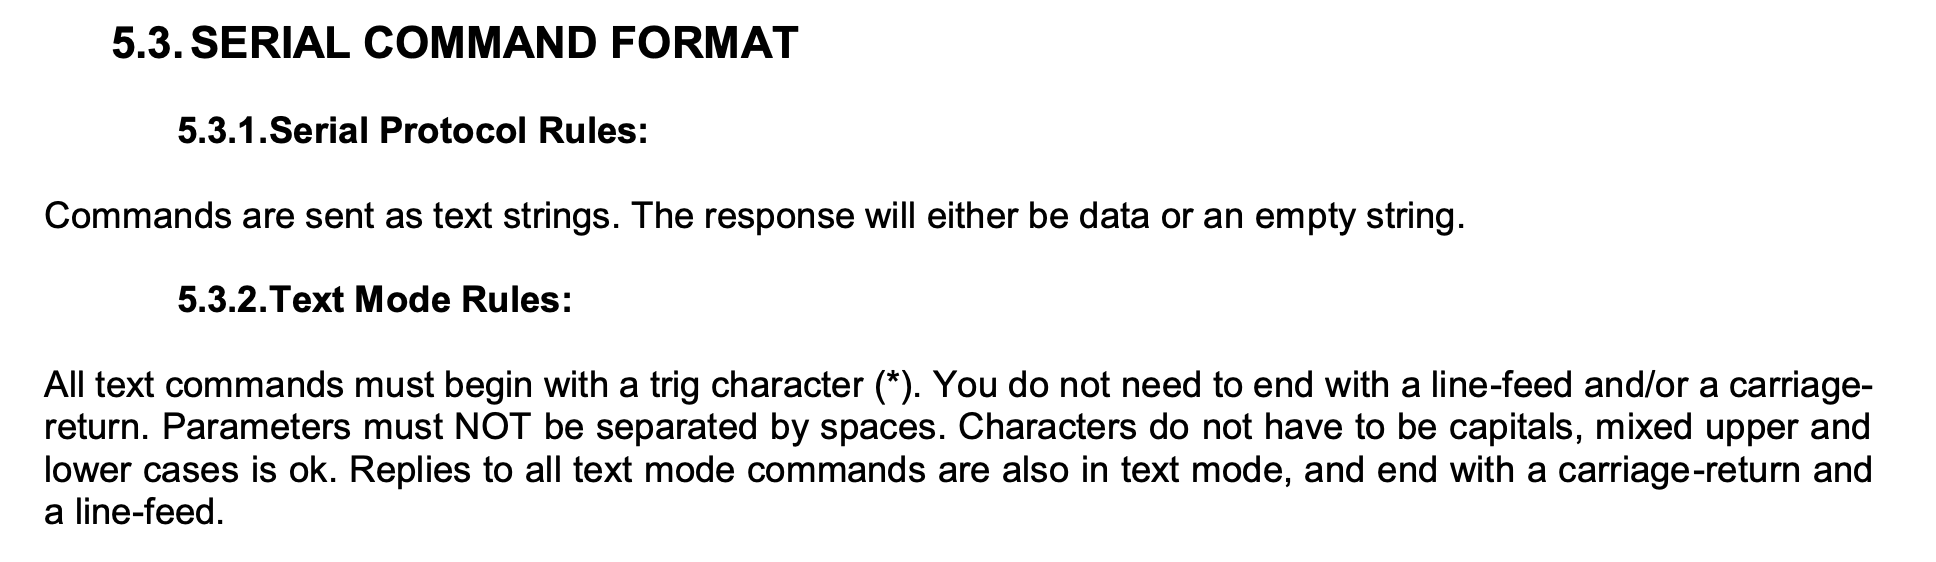 5.3. SERIAL COMMAND FORMAT
5.3.1.Serial Protocol Rules:
Commands are sent as text strings. The response will either be data or an empty string.
5.3.2.Text Mode Rules:
All text commands must begin with a trig character (*). You do not need to end with a line-feed and/or a carriage-
return. Parameters must NOT be separated by spaces. Characters do not have to be capitals, mixed upper and
lower cases is ok. Replies to all text mode commands are also in text mode, and end with a carriage-return and
a line-feed.